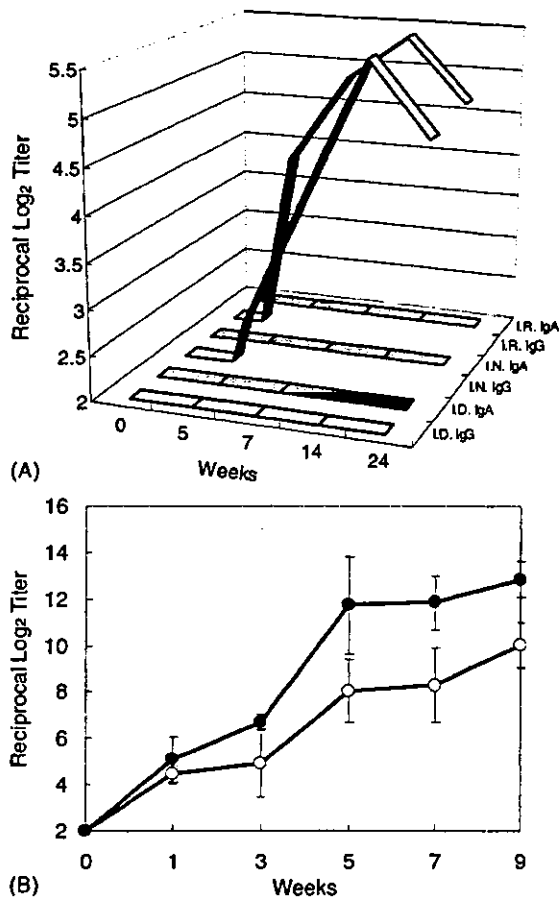 5.5
5
4.5
4
3.5
3
2.5
2
Reciprocal Log2 Titer
I.R. IgA
I.R. IgG
I.N. IgA
I.N. IgG
I.D. IgA
I.D. IgG
0 5 7 14 24
Weeks
(A)
16
14
12
10
8
6
4
2
Reciprocal Log2 Titer
0 1 3 5 7 9
Weeks
(B)